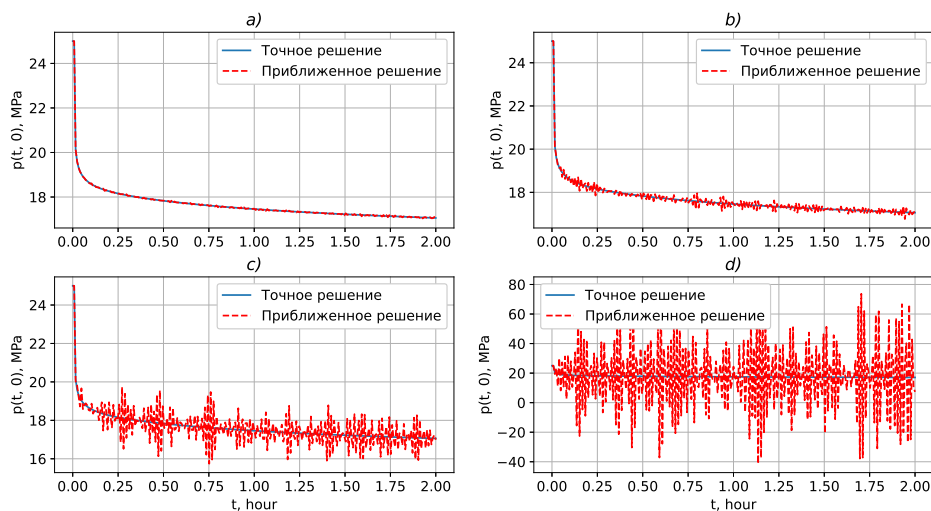 a)
b)
p(t, 0), MPa
24
22
20
18
Точное решение
Приближенное решение
0.00 0.25 0.50 0.75 1.00 1.25 1.50 1.75 2.00
p(t, 0), MPa
24
22
20
18
Точное решение
Приближенное решение
0.00 0.25 0.50 0.75 1.00 1.25 1.50 1.75 2.00
c)
d)
p(t, 0), MPa
24
22
20
18
16
Точное решение
Приближенное решение
0.00 0.25 0.50 0.75 1.00 1.25 1.50 1.75 2.00
t, hour
p(t, 0), MPa
80
60
40
20
0
−20
−40
Точное решение
Приближенное решение
0.00 0.25 0.50 0.75 1.00 1.25 1.50 1.75 2.00
t, hour